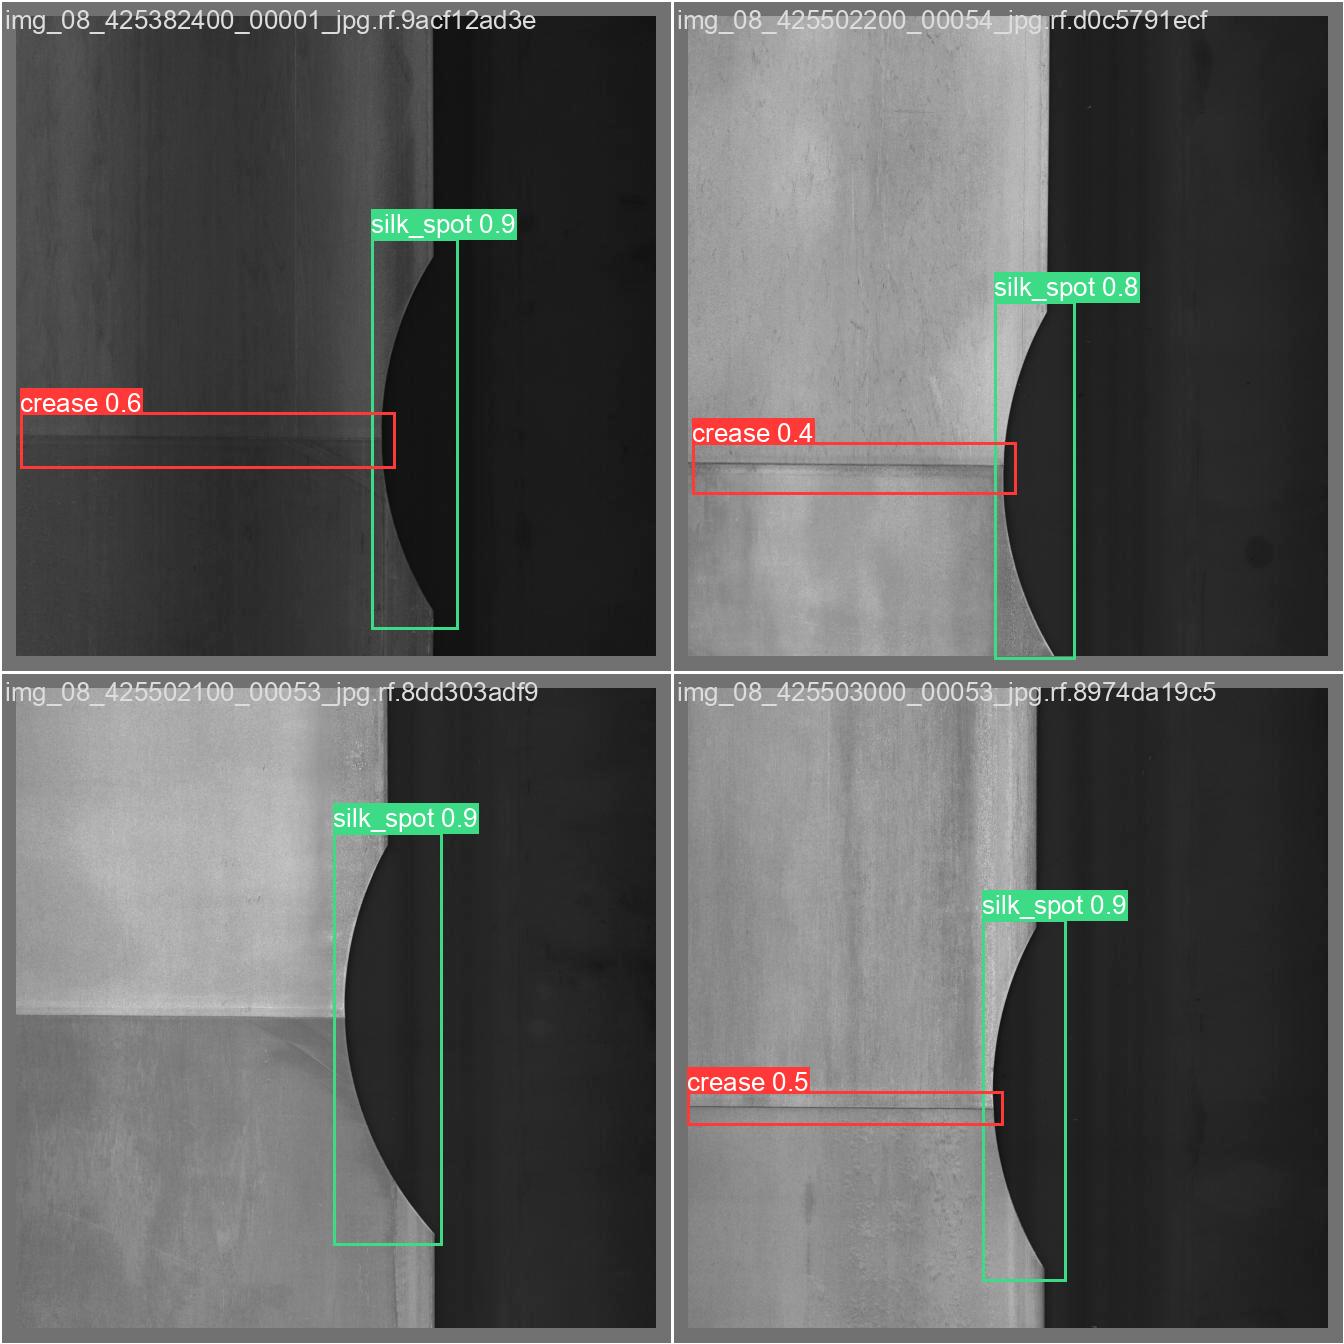 img_08_425382400_00001_jpg.rf.9acf12ad3e
silk_spot 0.9
crease 0.6
img_08_425502200_00054_jpg.rf.d0c5791ecf
silk_spot 0.8
crease 0.4
img_08_425502100_00053_jpg.rf.8dd303adf9
silk_spot 0.9
img_08_425503000_00053_jpg.rf.8974da19c5
silk_spot 0.9
crease 0.5